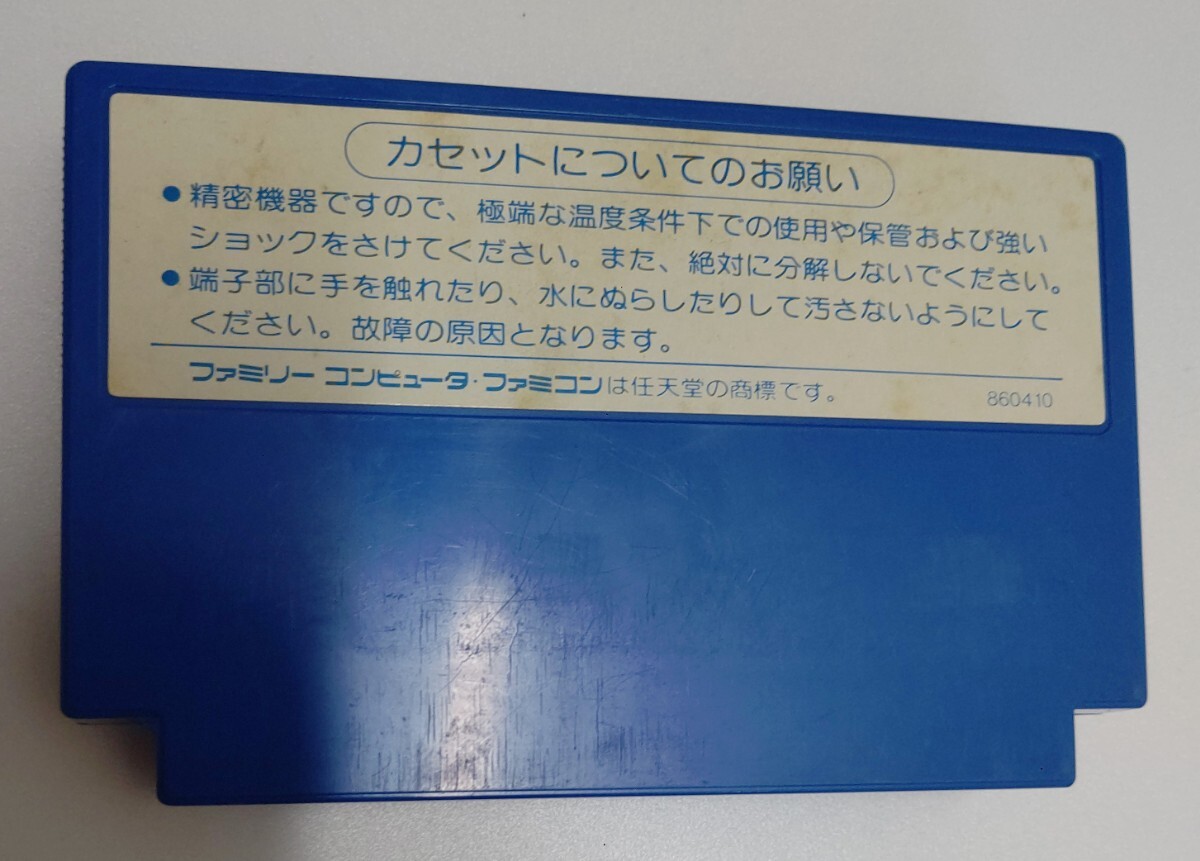 カセットについてのお願い
●精密機器ですので、極端な温度条件下での使用や保管および強い
ショックをさけてください。また、絶対に分解しないでください。
●端子部に手を触れたり、水にぬらしたりして汚さないようにして
ください。故障の原因となります。
ファミリー コンピュータ・ファミコンは任天堂の商標です。
860410